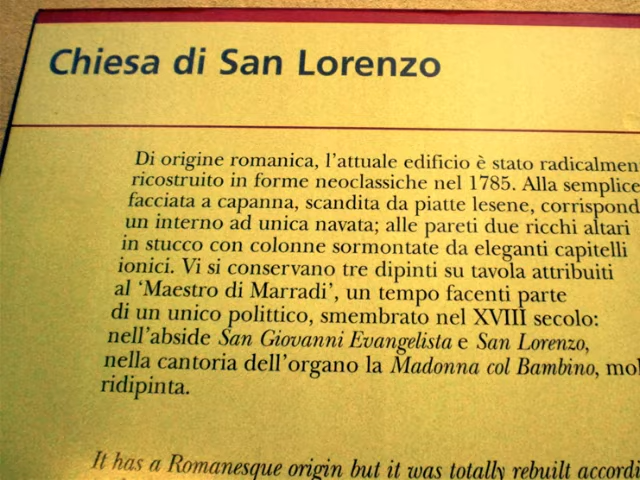 Chiesa di San Lorenzo
Di origine romanica, l'attuale edificio è stato radicalmen
ricostruito in forme neoclassiche nel 1785. Alla semplice
facciata a capanna, scandita da piatte lesene, corrispond
un interno ad unica navata; alle pareti due ricchi altari
in stucco con colonne sormontate da eleganti capitelli
ionici. Vi si conservano tre dipinti su tavola attribuiti
al 'Maestro di Marradi', un tempo facenti parte
di un unico polittico, smembrato nel XVIII secolo:
nell'abside San Giovanni Evangelista e San Lorenzo,
nella cantoria dell'organo la Madonna col Bambino, mol
ridipinta.
It has a Romanesque origin but it was totally rebuilt accordi